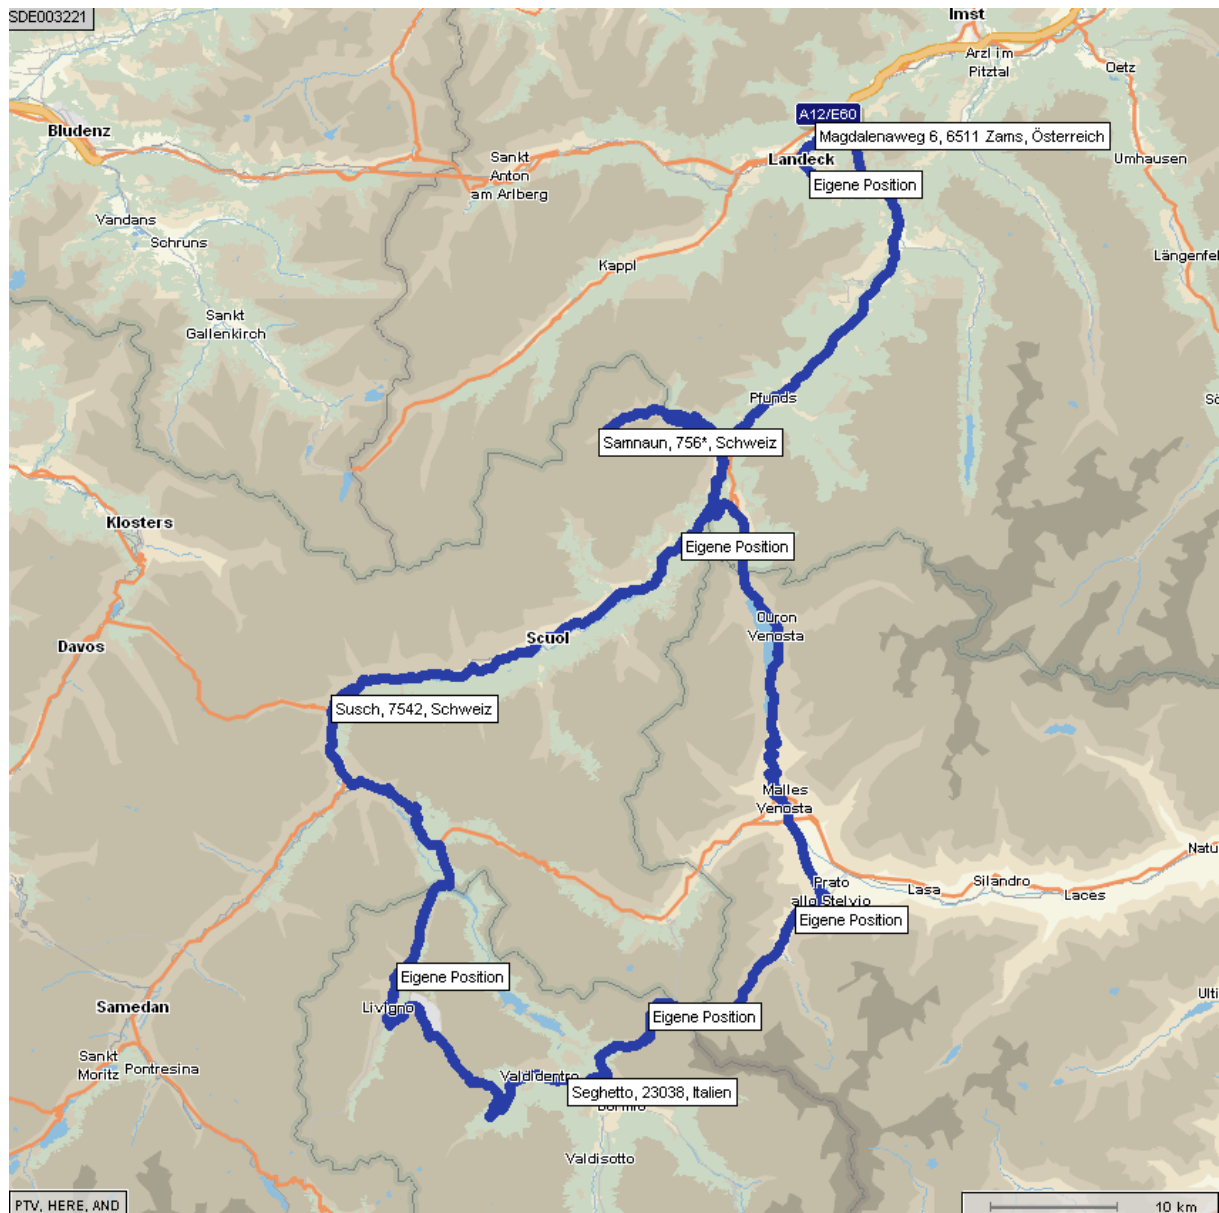 SDE003221
Imst
Arzl im
Pitztal
Oetz
A12/E60
Bludenz
Magdalenaweg 6, 6511 Zams, Österreich
Landeck
Umhausen
Sankt
Anton
am Arlberg
Eigene Position
Vandans
Schruns
Längenfel
Kappl
Sankt
Gallenkirch
Pfunds
Sö
Samnaun, 756*, Schweiz
Klosters
Eigene Position
Curon
Venosta
Scuol
Davos
Susch, 7542, Schweiz
Malles
Venosta
Natu
Prato
allo Stelvio
Lasa
Silandro
Laces
Eigene Position
Eigene Position
Livigno
Samedan
Ulti
Eigene Position
Sankt
Moritz
Pontresina
Valdidentro
Seghetto, 23038, Italien
Bormio
Valdisotto
PTV, HERE, AND
10 km